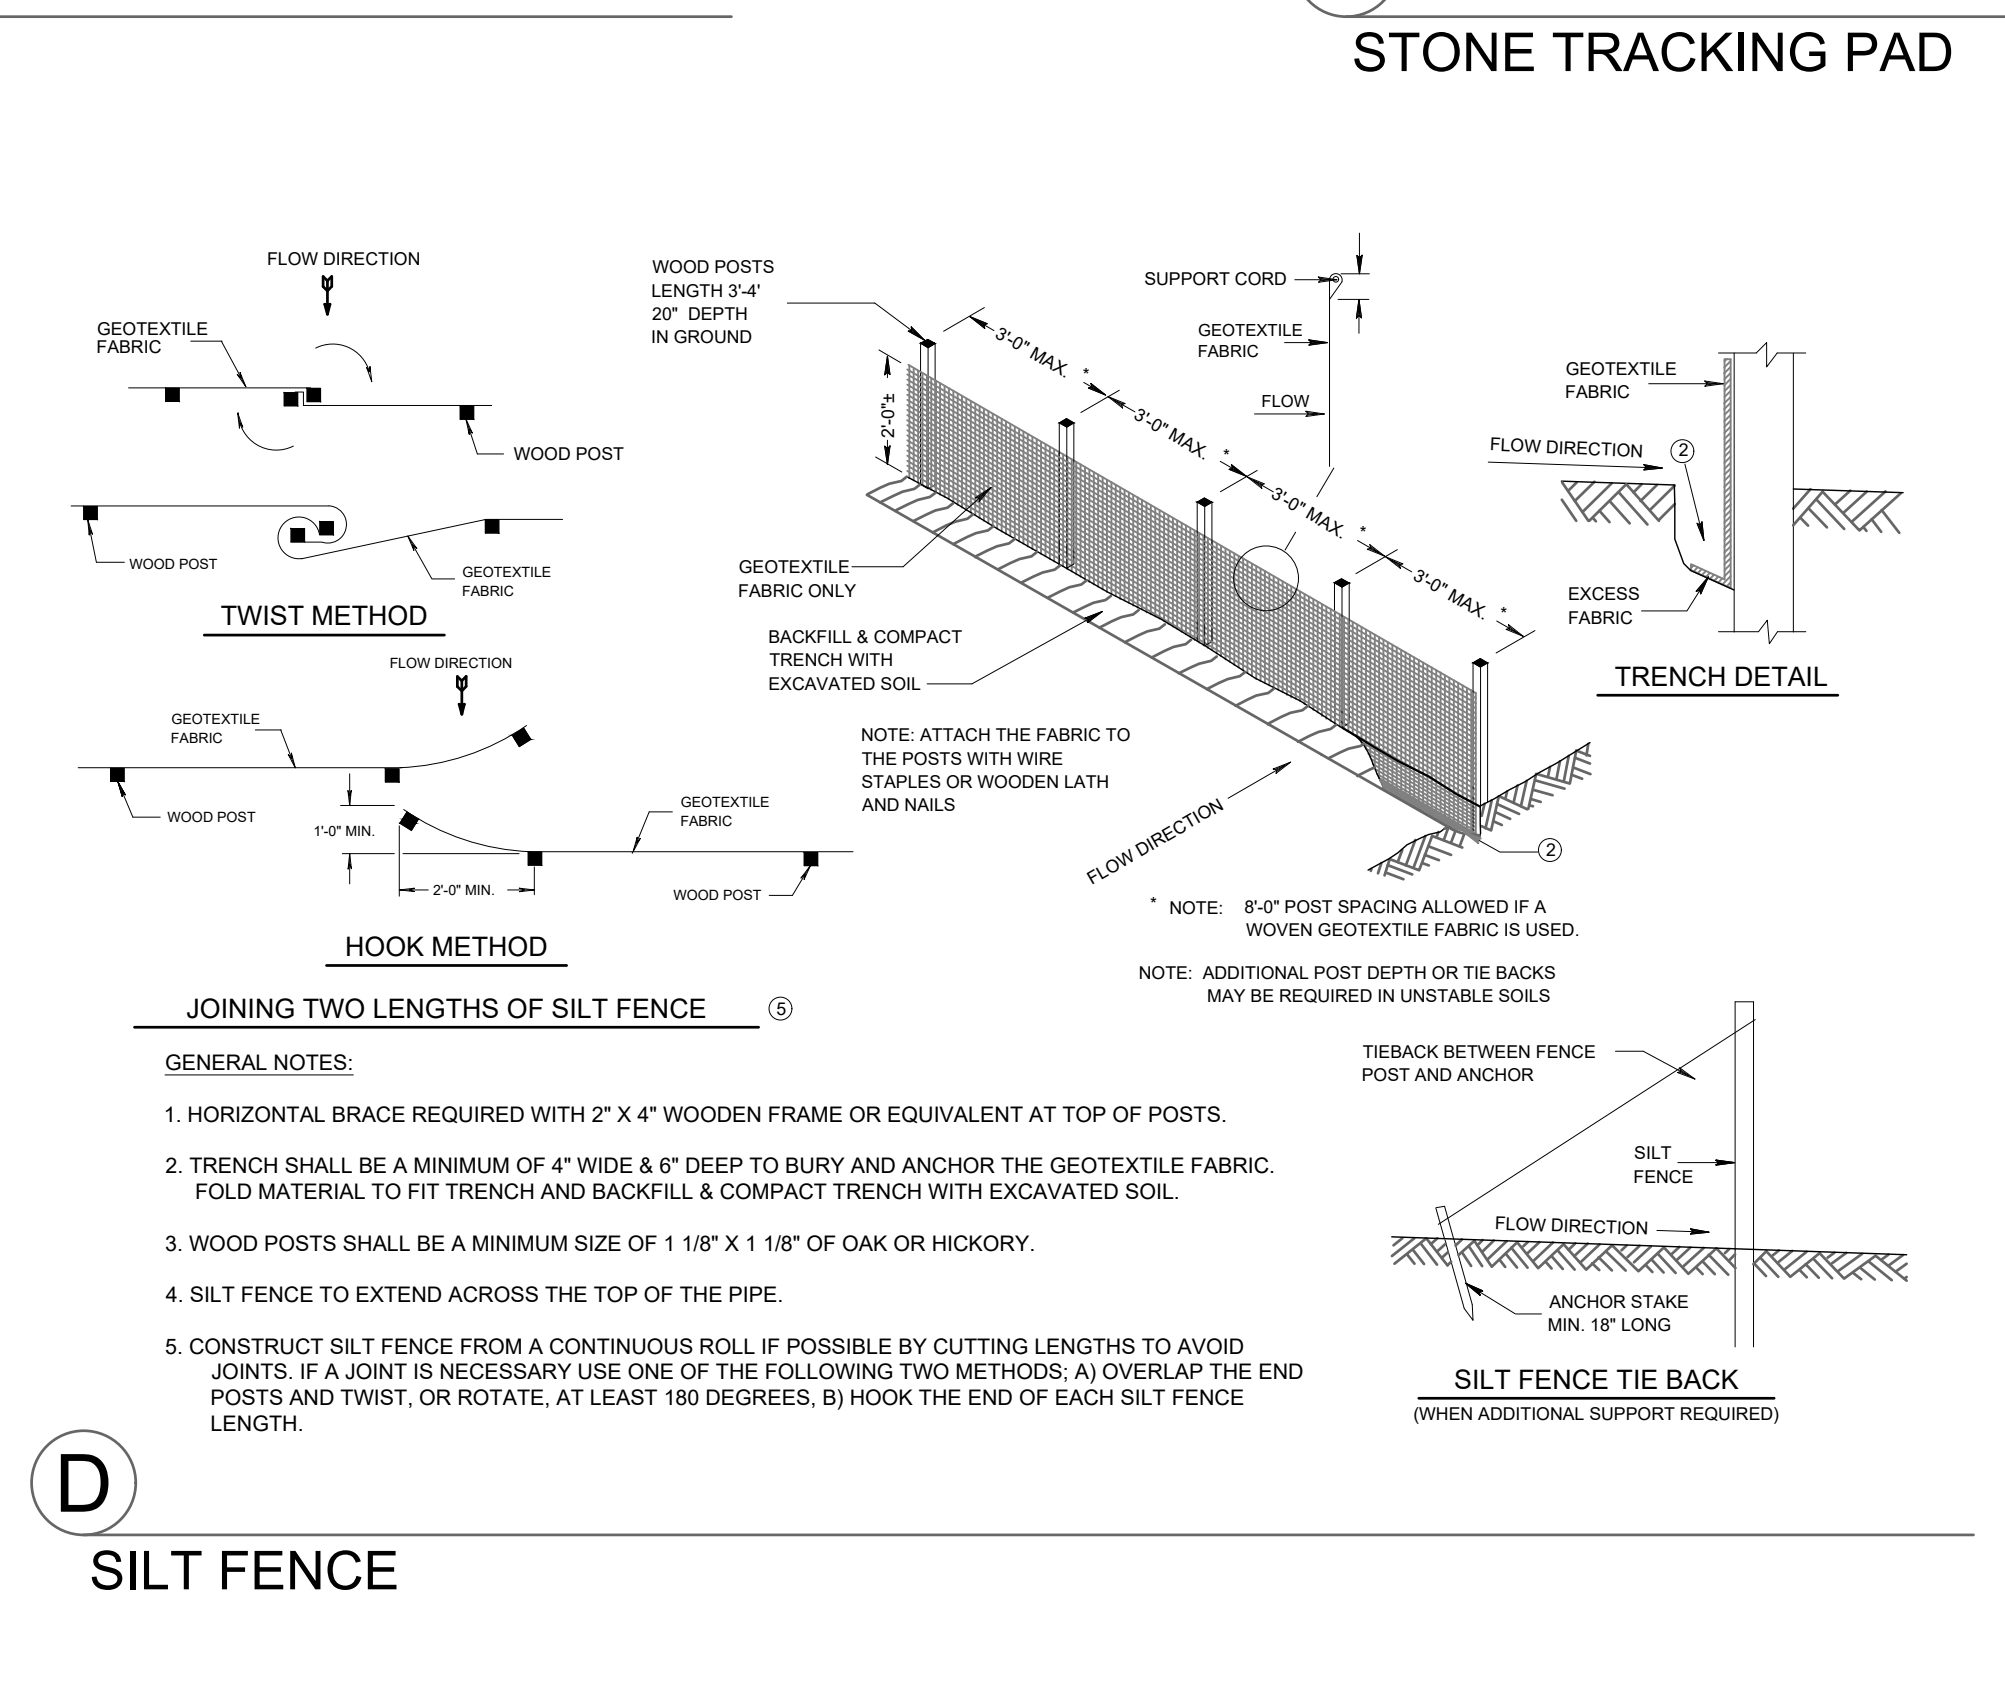 STONE TRACKING PAD
FLOW DIRECTION
GEOTEXTILE
FABRIC
WOOD POST
WOOD POST
GEOTEXTILE
FABRIC
TWIST METHOD
FLOW DIRECTION
GEOTEXTILE
FABRIC
WOOD POST
1'-0" MIN.
2'-0" MIN.
GEOTEXTILE
FABRIC
WOOD POST
HOOK METHOD
JOINING TWO LENGTHS OF SILT FENCE 5
WOOD POSTS
LENGTH 3'-4'
20" DEPTH
IN GROUND
2'-0"±
3'-0" MAX. *
3'-0" MAX. *
3'-0" MAX. *
3'-0" MAX. *
SUPPORT CORD
GEOTEXTILE
FABRIC
FLOW
GEOTEXTILE
FABRIC ONLY
BACKFILL & COMPACT
TRENCH WITH
EXCAVATED SOIL
NOTE: ATTACH THE FABRIC TO
THE POSTS WITH WIRE
STAPLES OR WOODEN LATH
AND NAILS
FLOW DIRECTION
2
* NOTE: 8'-0" POST SPACING ALLOWED IF A
WOVEN GEOTEXTILE FABRIC IS USED.
NOTE: ADDITIONAL POST DEPTH OR TIE BACKS
MAY BE REQUIRED IN UNSTABLE SOILS
GEOTEXTILE
FABRIC
FLOW DIRECTION
2
EXCESS
FABRIC
TRENCH DETAIL
TIEBACK BETWEEN FENCE
POST AND ANCHOR
SILT
FENCE
FLOW DIRECTION
ANCHOR STAKE
MIN. 18" LONG
SILT FENCE TIE BACK
(WHEN ADDITIONAL SUPPORT REQUIRED)
GENERAL NOTES:
1. HORIZONTAL BRACE REQUIRED WITH 2" X 4" WOODEN FRAME OR EQUIVALENT AT TOP OF POSTS.
2. TRENCH SHALL BE A MINIMUM OF 4" WIDE & 6" DEEP TO BURY AND ANCHOR THE GEOTEXTILE FABRIC.
FOLD MATERIAL TO FIT TRENCH AND BACKFILL & COMPACT TRENCH WITH EXCAVATED SOIL.
3. WOOD POSTS SHALL BE A MINIMUM SIZE OF 1 1/8" X 1 1/8" OF OAK OR HICKORY.
4. SILT FENCE TO EXTEND ACROSS THE TOP OF THE PIPE.
5. CONSTRUCT SILT FENCE FROM A CONTINUOUS ROLL IF POSSIBLE BY CUTTING LENGTHS TO AVOID
JOINTS. IF A JOINT IS NECESSARY USE ONE OF THE FOLLOWING TWO METHODS; A) OVERLAP THE END
POSTS AND TWIST, OR ROTATE, AT LEAST 180 DEGREES, B) HOOK THE END OF EACH SILT FENCE
LENGTH.
D
SILT FENCE